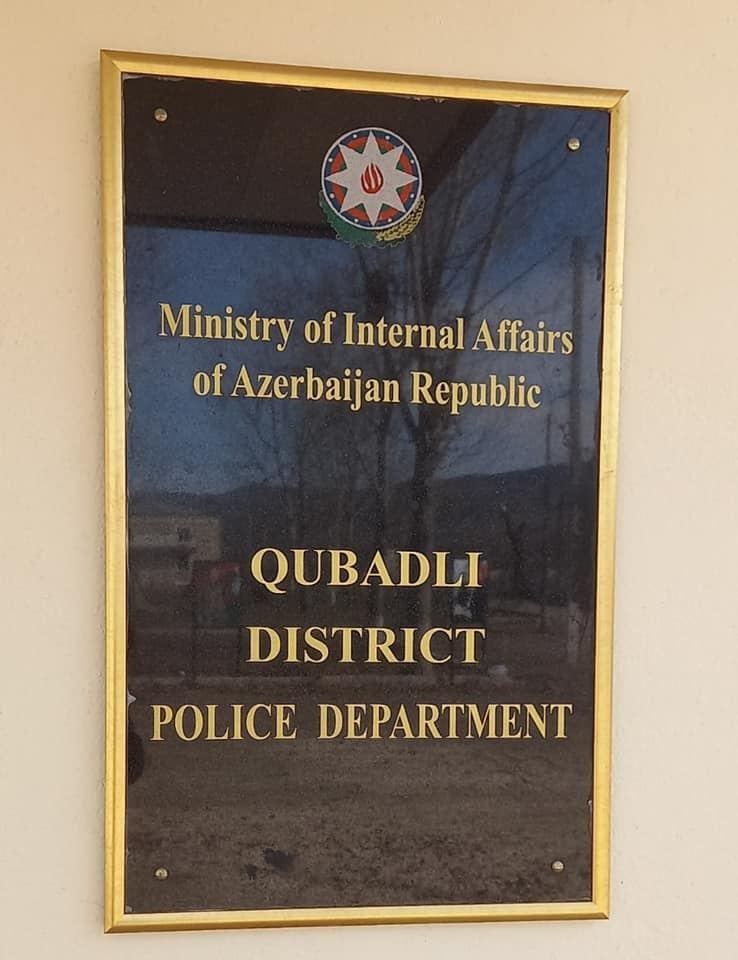 Ministry of Internal Affairs
of Azerbaijan Republic
QUBADLI
DISTRICT
POLICE DEPARTMENT